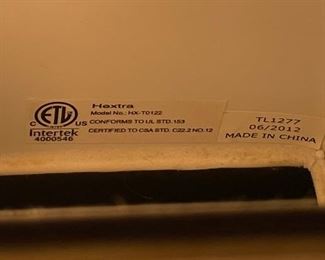 Hextra
Model No.: HX-T0122
CONFORMS TO UL STD.153
CERTIFIED TO CSA STD. C22.2 NO.12
ETL
C US
Intertek
4000546
TL1277
06/2012
MADE IN CHINA